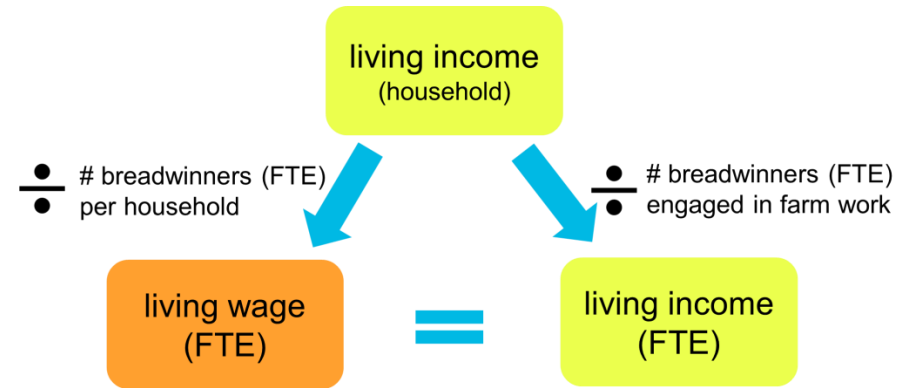 living income
(household)
# breadwinners (FTE)
per household
# breadwinners (FTE)
engaged in farm work
living wage
(FTE)
living income
(FTE)